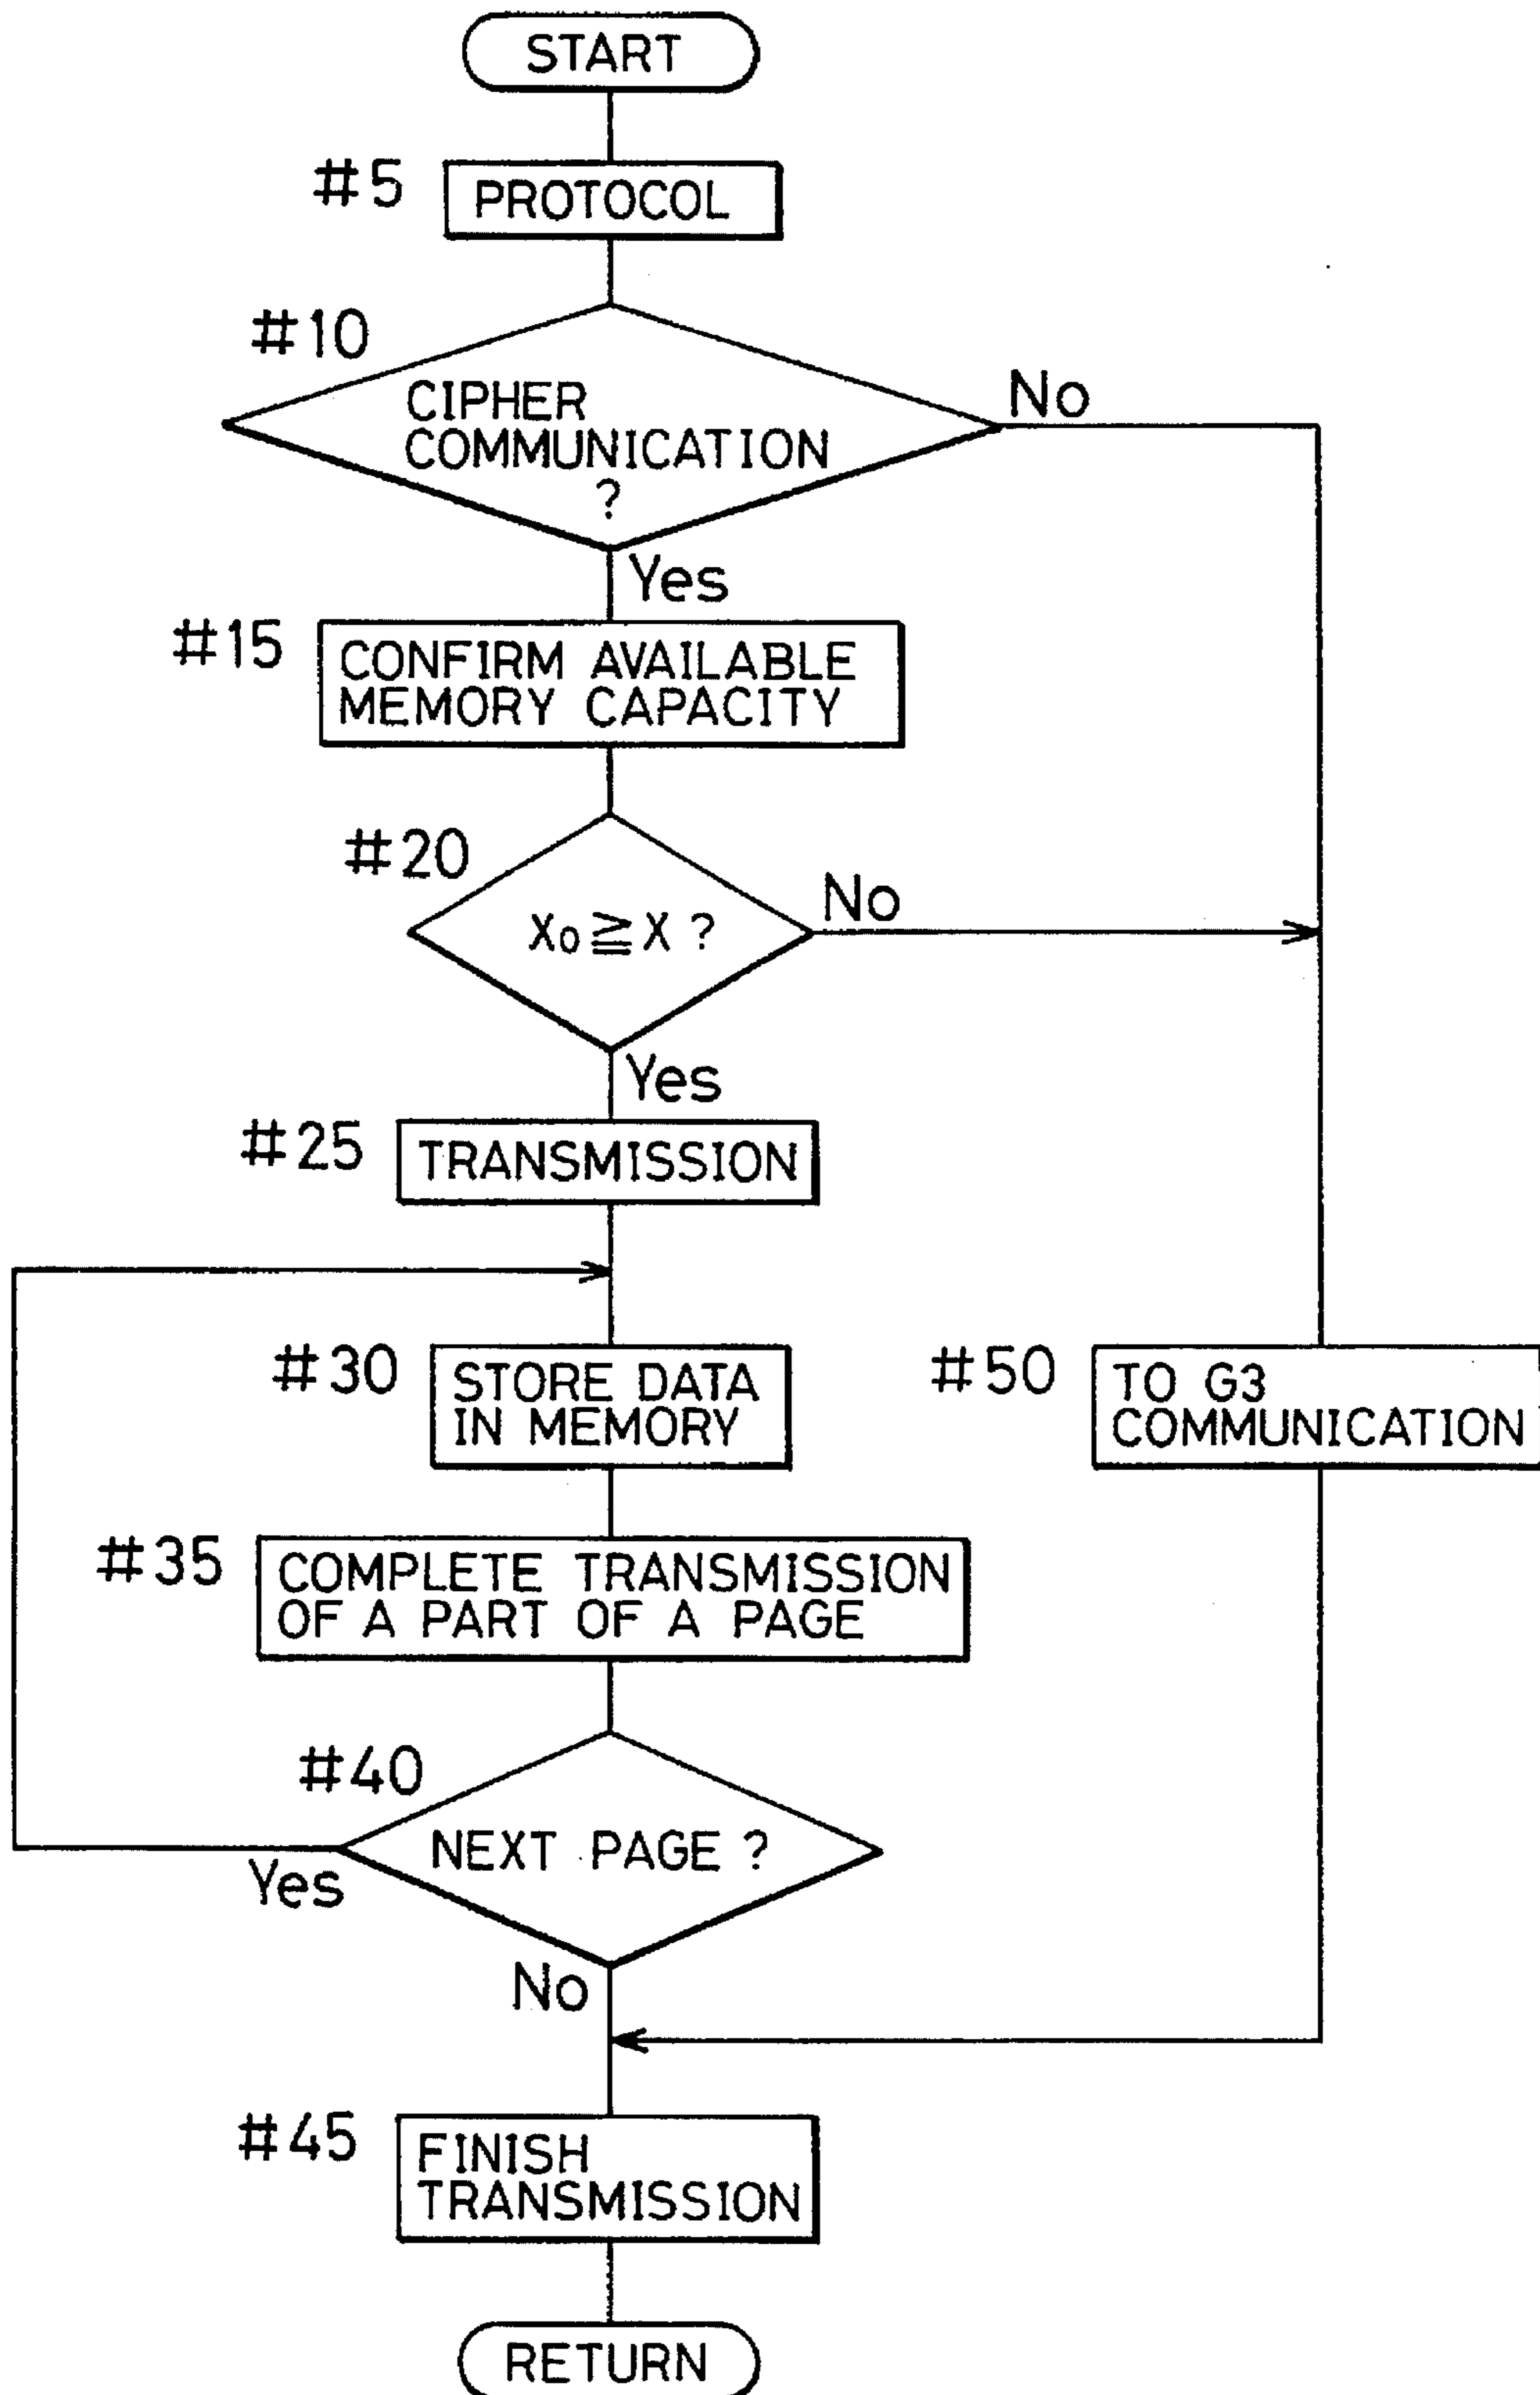 START
#5
PROTOCOL
#10
CIPHER
COMMUNICATION
?
No
Yes
#15
CONFIRM AVAILABLE
MEMORY CAPACITY
#20
X₀ ≧ X ?
No
Yes
#25
TRANSMISSION
#30
STORE DATA
IN MEMORY
#50
TO G3
COMMUNICATION
#35
COMPLETE TRANSMISSION
OF A PART OF A PAGE
#40
NEXT PAGE ?
Yes
No
#45
FINISH
TRANSMISSION
RETURN